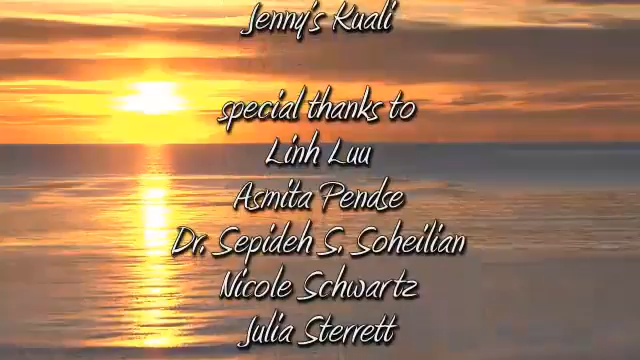 Jenny's Kuali
special thanks to
Linh Luu
Asmita Pendse
Dr. Sepideh S. Soheilian
Nicole Schwartz
Julia Sterrett